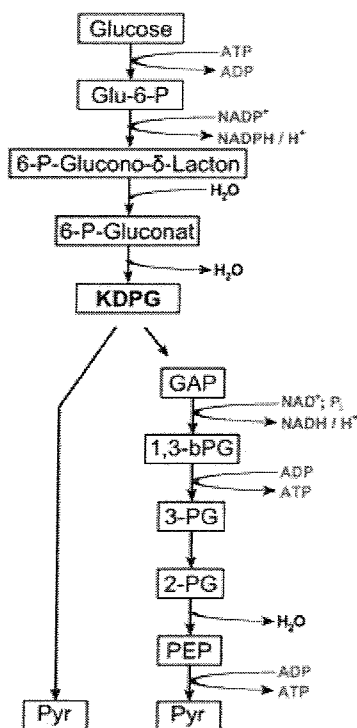 Glucose
ATP
ADP
Glu-6-P
NADP⁺
NADPH / H⁺
6-P-Glucono-δ-Lacton
H₂O
6-P-Gluconat
H₂O
KDPG
GAP
NAD⁺; Pᵢ
NADH / H⁺
1,3-bPG
ADP
ATP
3-PG
2-PG
H₂O
PEP
ADP
ATP
Pyr Pyr